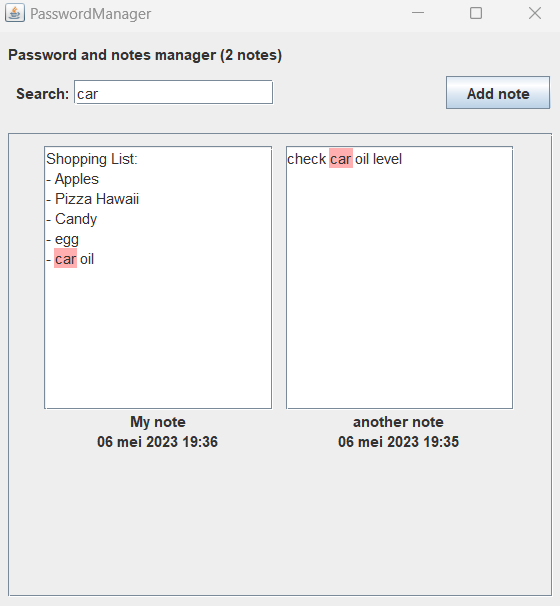 PasswordManager
Password and notes manager (2 notes)
Search: car
Add note
Shopping List:
- Apples
- Pizza Hawaii
- Candy
- egg
- car oil
My note
06 mei 2023 19:36
check car oil level
another note
06 mei 2023 19:35